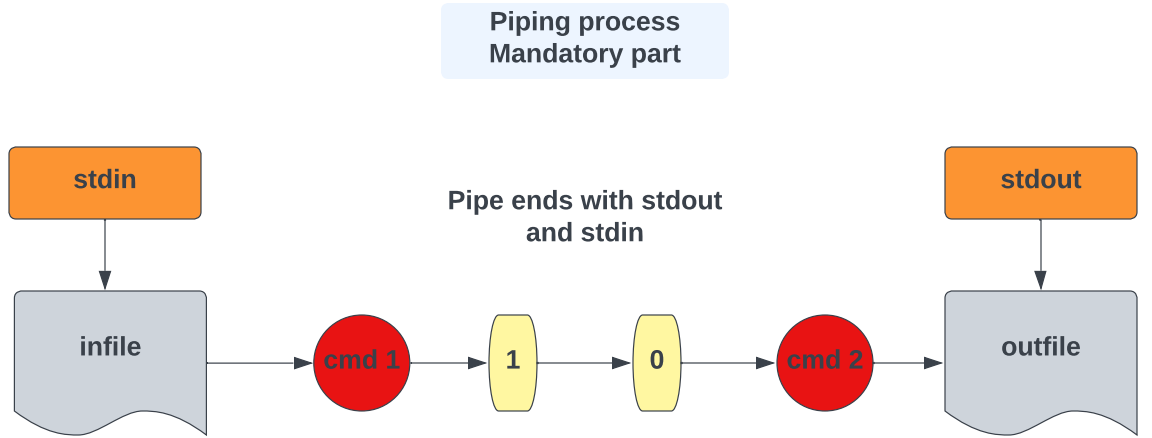 Piping process
Mandatory part
stdin
stdout
Pipe ends with stdout
and stdin
infile
cmd 1
1
0
cmd 2
outfile